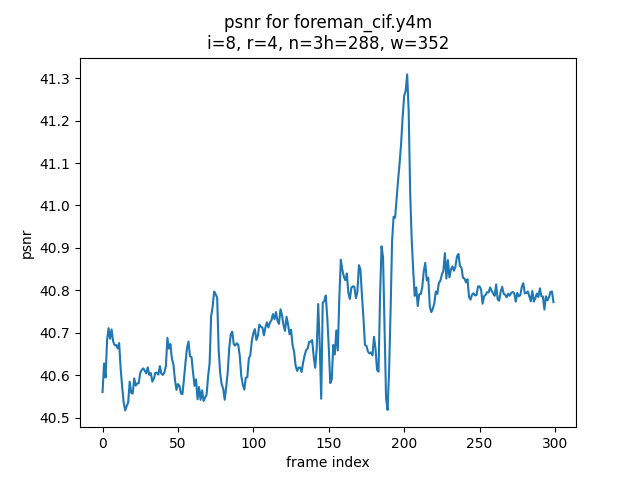 psnr for foreman_cif.y4m
i=8, r=4, n=3h=288, w=352
41.3
41.2
41.1
41.0
40.9
40.8
40.7
40.6
40.5
psnr
0 50 100 150 200 250 300
frame index